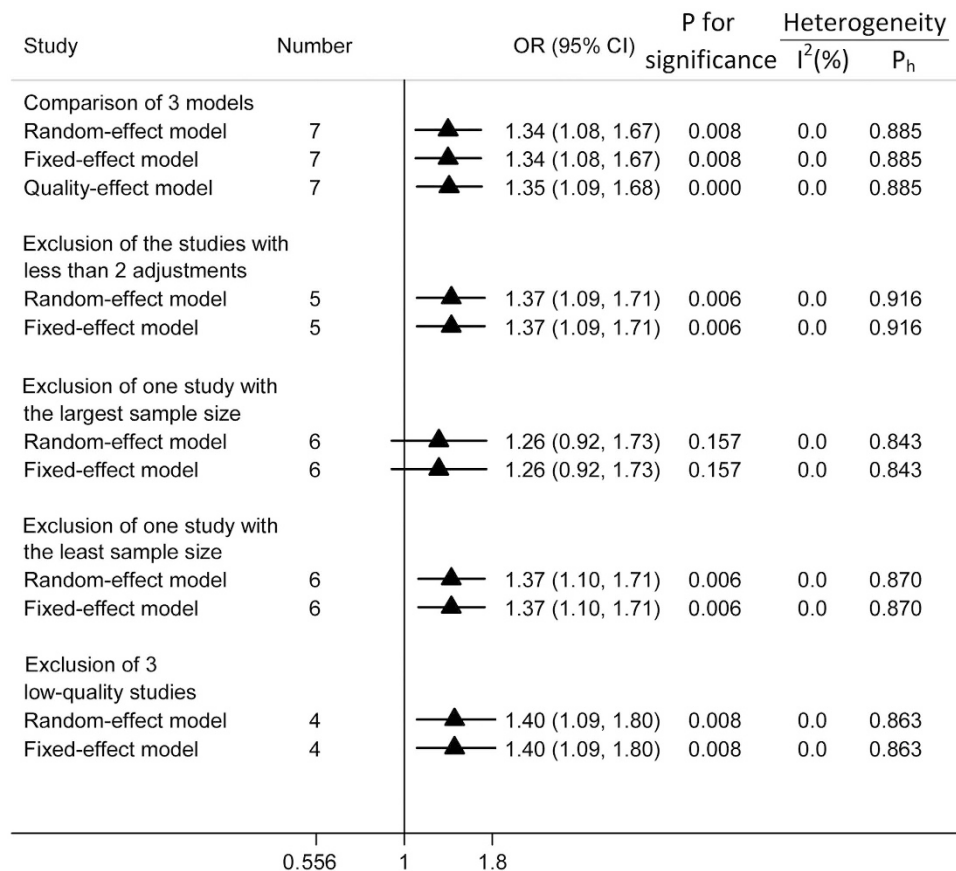 Study Number OR (95% CI) P for significance Heterogeneity I²(%) Pₕ
Comparison of 3 models
Random-effect model 7 1.34 (1.08, 1.67) 0.008 0.0 0.885
Fixed-effect model 7 1.34 (1.08, 1.67) 0.008 0.0 0.885
Quality-effect model 7 1.35 (1.09, 1.68) 0.000 0.0 0.885
Exclusion of the studies with
less than 2 adjustments
Random-effect model 5 1.37 (1.09, 1.71) 0.006 0.0 0.916
Fixed-effect model 5 1.37 (1.09, 1.71) 0.006 0.0 0.916
Exclusion of one study with
the largest sample size
Random-effect model 6 1.26 (0.92, 1.73) 0.157 0.0 0.843
Fixed-effect model 6 1.26 (0.92, 1.73) 0.157 0.0 0.843
Exclusion of one study with
the least sample size
Random-effect model 6 1.37 (1.10, 1.71) 0.006 0.0 0.870
Fixed-effect model 6 1.37 (1.10, 1.71) 0.006 0.0 0.870
Exclusion of 3
low-quality studies
Random-effect model 4 1.40 (1.09, 1.80) 0.008 0.0 0.863
Fixed-effect model 4 1.40 (1.09, 1.80) 0.008 0.0 0.863
0.556 1 1.8